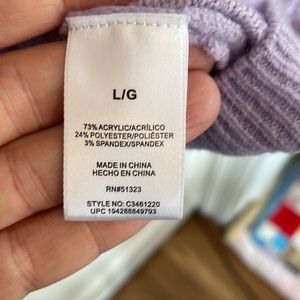 L/G
73% ACRYLIC/ACRÍLICO
24% POLYESTER/POLIÉSTER
3% SPANDEX/SPANDEX
MADE IN CHINA
HECHO EN CHINA
RN#51323
STYLE NO: C3461220
UPC 194288849793